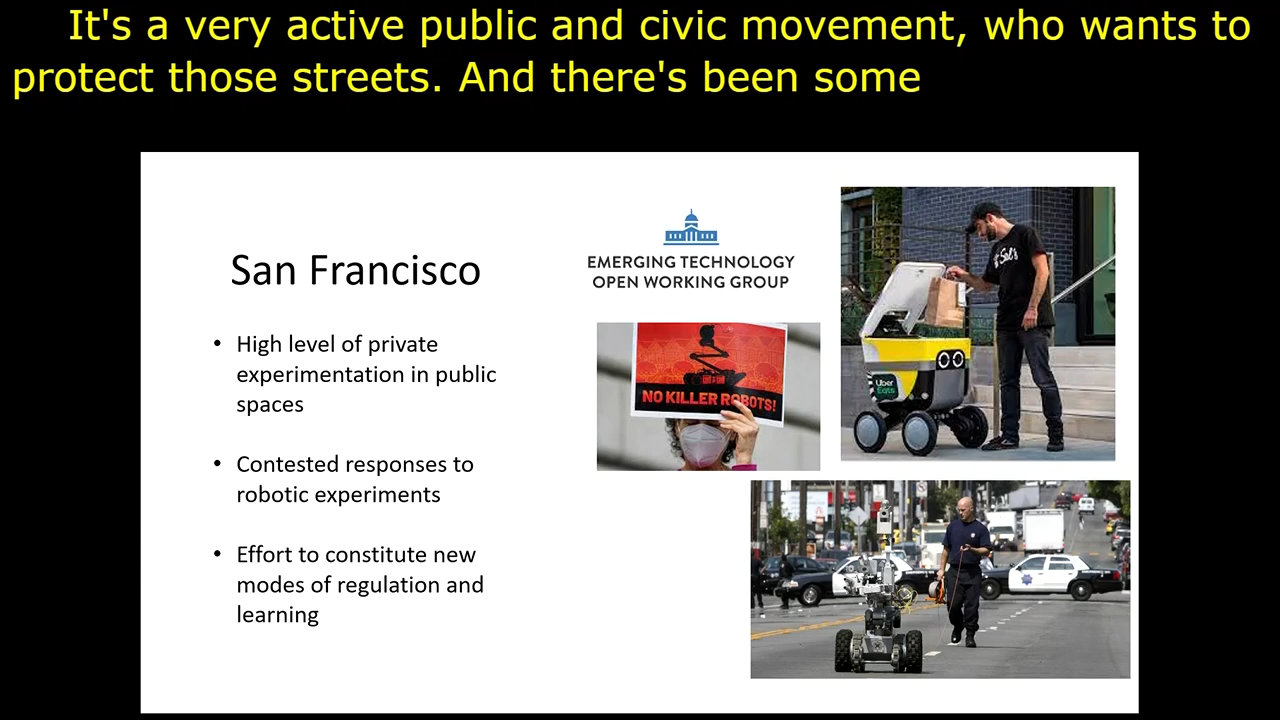 It's a very active public and civic movement, who wants to
protect those streets. And there's been some
San Francisco
• High level of private
experimentation in public
spaces
• Contested responses to
robotic experiments
• Effort to constitute new
modes of regulation and
learning
EMERGING TECHNOLOGY
OPEN WORKING GROUP
NO KILLER ROBOTS!
Uber
Eats